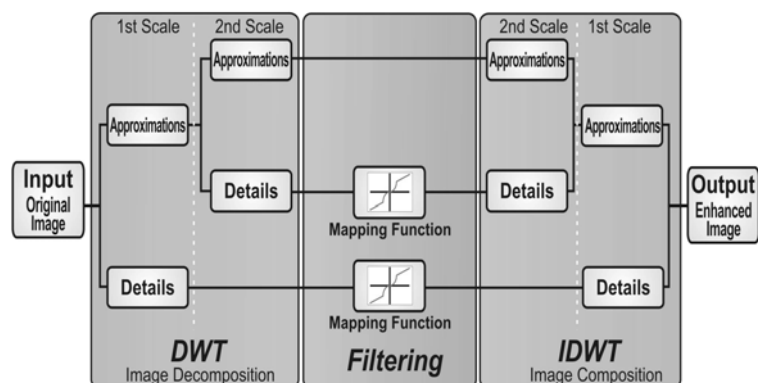 1st Scale
2nd Scale
2nd Scale
1st Scale
Approximations
Approximations
Approximations
Approximations
Input
Original
Image
Details
Mapping Function
Details
Output
Enhanced
Image
Details
Mapping Function
Details
DWT
Image Decomposition
Filtering
IDWT
Image Composition